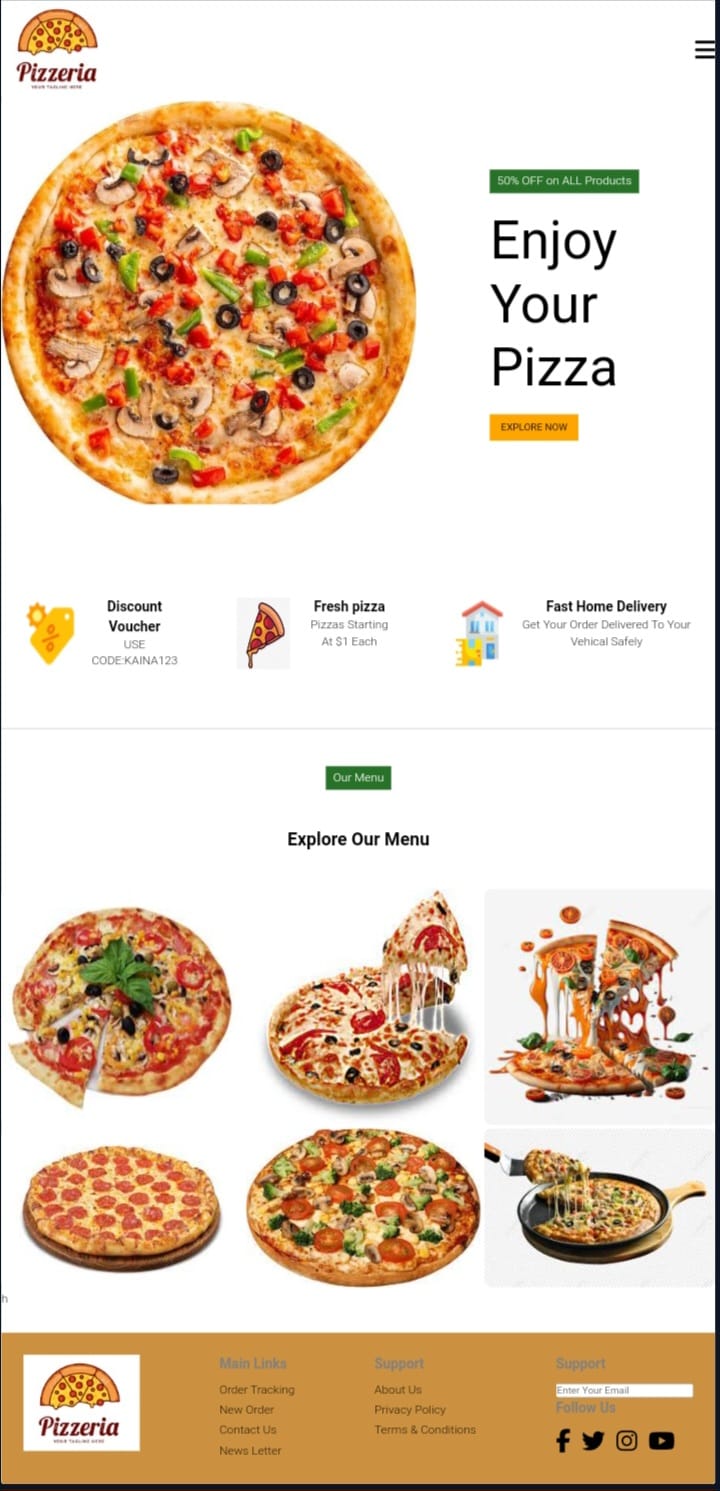 Pizzeria
YOUR TAGLINE HERE
50% OFF on ALL Products
Enjoy
Your
Pizza
EXPLORE NOW
Discount
Voucher
USE
CODE:KAINA123
Fresh pizza
Pizzas Starting
At $1 Each
Fast Home Delivery
Get Your Order Delivered To Your
Vehical Safely
Our Menu
Explore Our Menu
h
Pizzeria
YOUR TAGLINE HERE
Main Links
Order Tracking
New Order
Contact Us
News Letter
Support
About Us
Privacy Policy
Terms & Conditions
Support
Enter Your Email
Follow Us